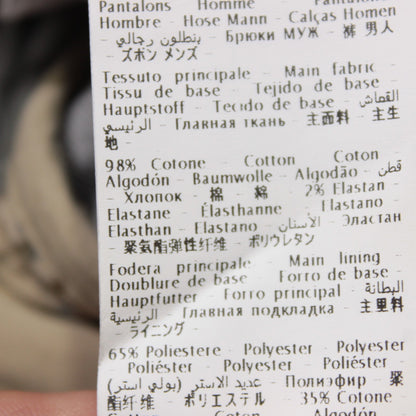 Pantalons Homme - Pantalons
Hombre - Hose Mann - Calças Homen
- بنطلون رجالي - Брюки МУЖ - 裤 男人
- ズボン メンズ -
Tessuto principale - Main fabric -
Tissu de base - Tejido de base -
Hauptstoff - Tecido de base - القماش
الرئيسي - Главная ткань - 主面料 - 主生
地 -
98% Cotone - Cotton - Coton -
Algodón - Baumwolle - Algodão - قطن
- Хлопок - 棉 - 綿 - 2% Elastan -
Elastane - Élasthanne - Elastano -
Elasthan - Elastano - الأستان - Эластан
- 聚氨酯弹性纤维 - ポリウレタン
Fodera principale - Main lining -
Doublure de base - Forro de base -
Hauptfutter - Forro principal - البطانة
الرئيسية - Главная подкладка - 主里料
- ライニング -
65% Poliestere - Polyester - Polyester
- Poliéster - Polyester - Poliéster -
عديد الاستر (بولي استر) - Полиэфир - 聚
酯纤维 - ポリエステル - 35% Cotone
Cotton - Coton - Algodón